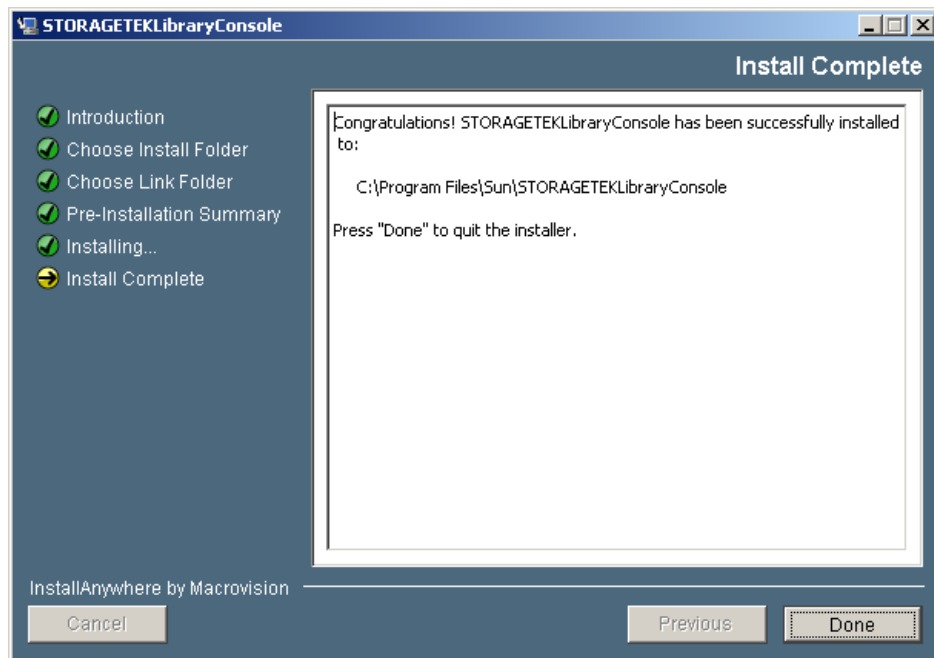 STORAGETEKLibraryConsole
Install Complete
Introduction
Choose Install Folder
Choose Link Folder
Pre-Installation Summary
Installing...
Install Complete
Congratulations! STORAGETEKLibraryConsole has been successfully installed
to:
C:\Program Files\Sun\STORAGETEKLibraryConsole
Press "Done" to quit the installer.
InstallAnywhere by Macrovision
Cancel
Previous
Done